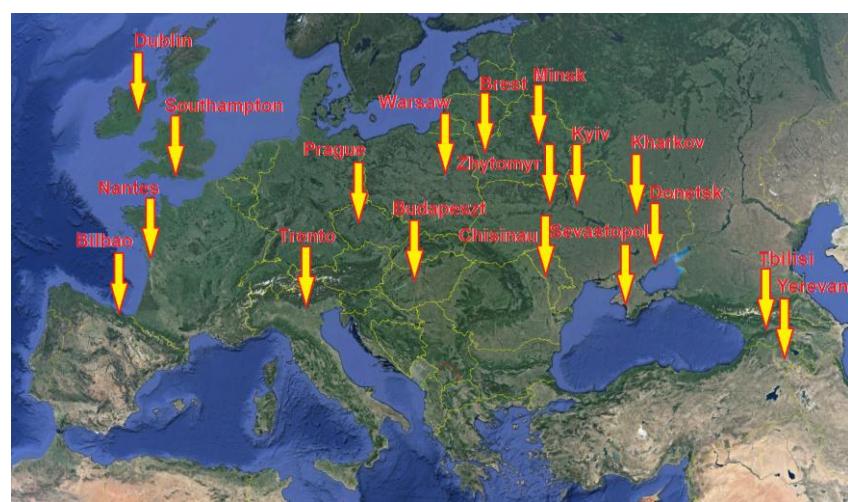 Dublin
Minsk
Brest
Southampton
Warsaw
Kyiv
Kharkov
Prague
Zhytomyr
Nantes
Donetsk
Budapeszt
Bilbao
Trento
Chisinau
Sevastopol
Tbilisi
Yerevan